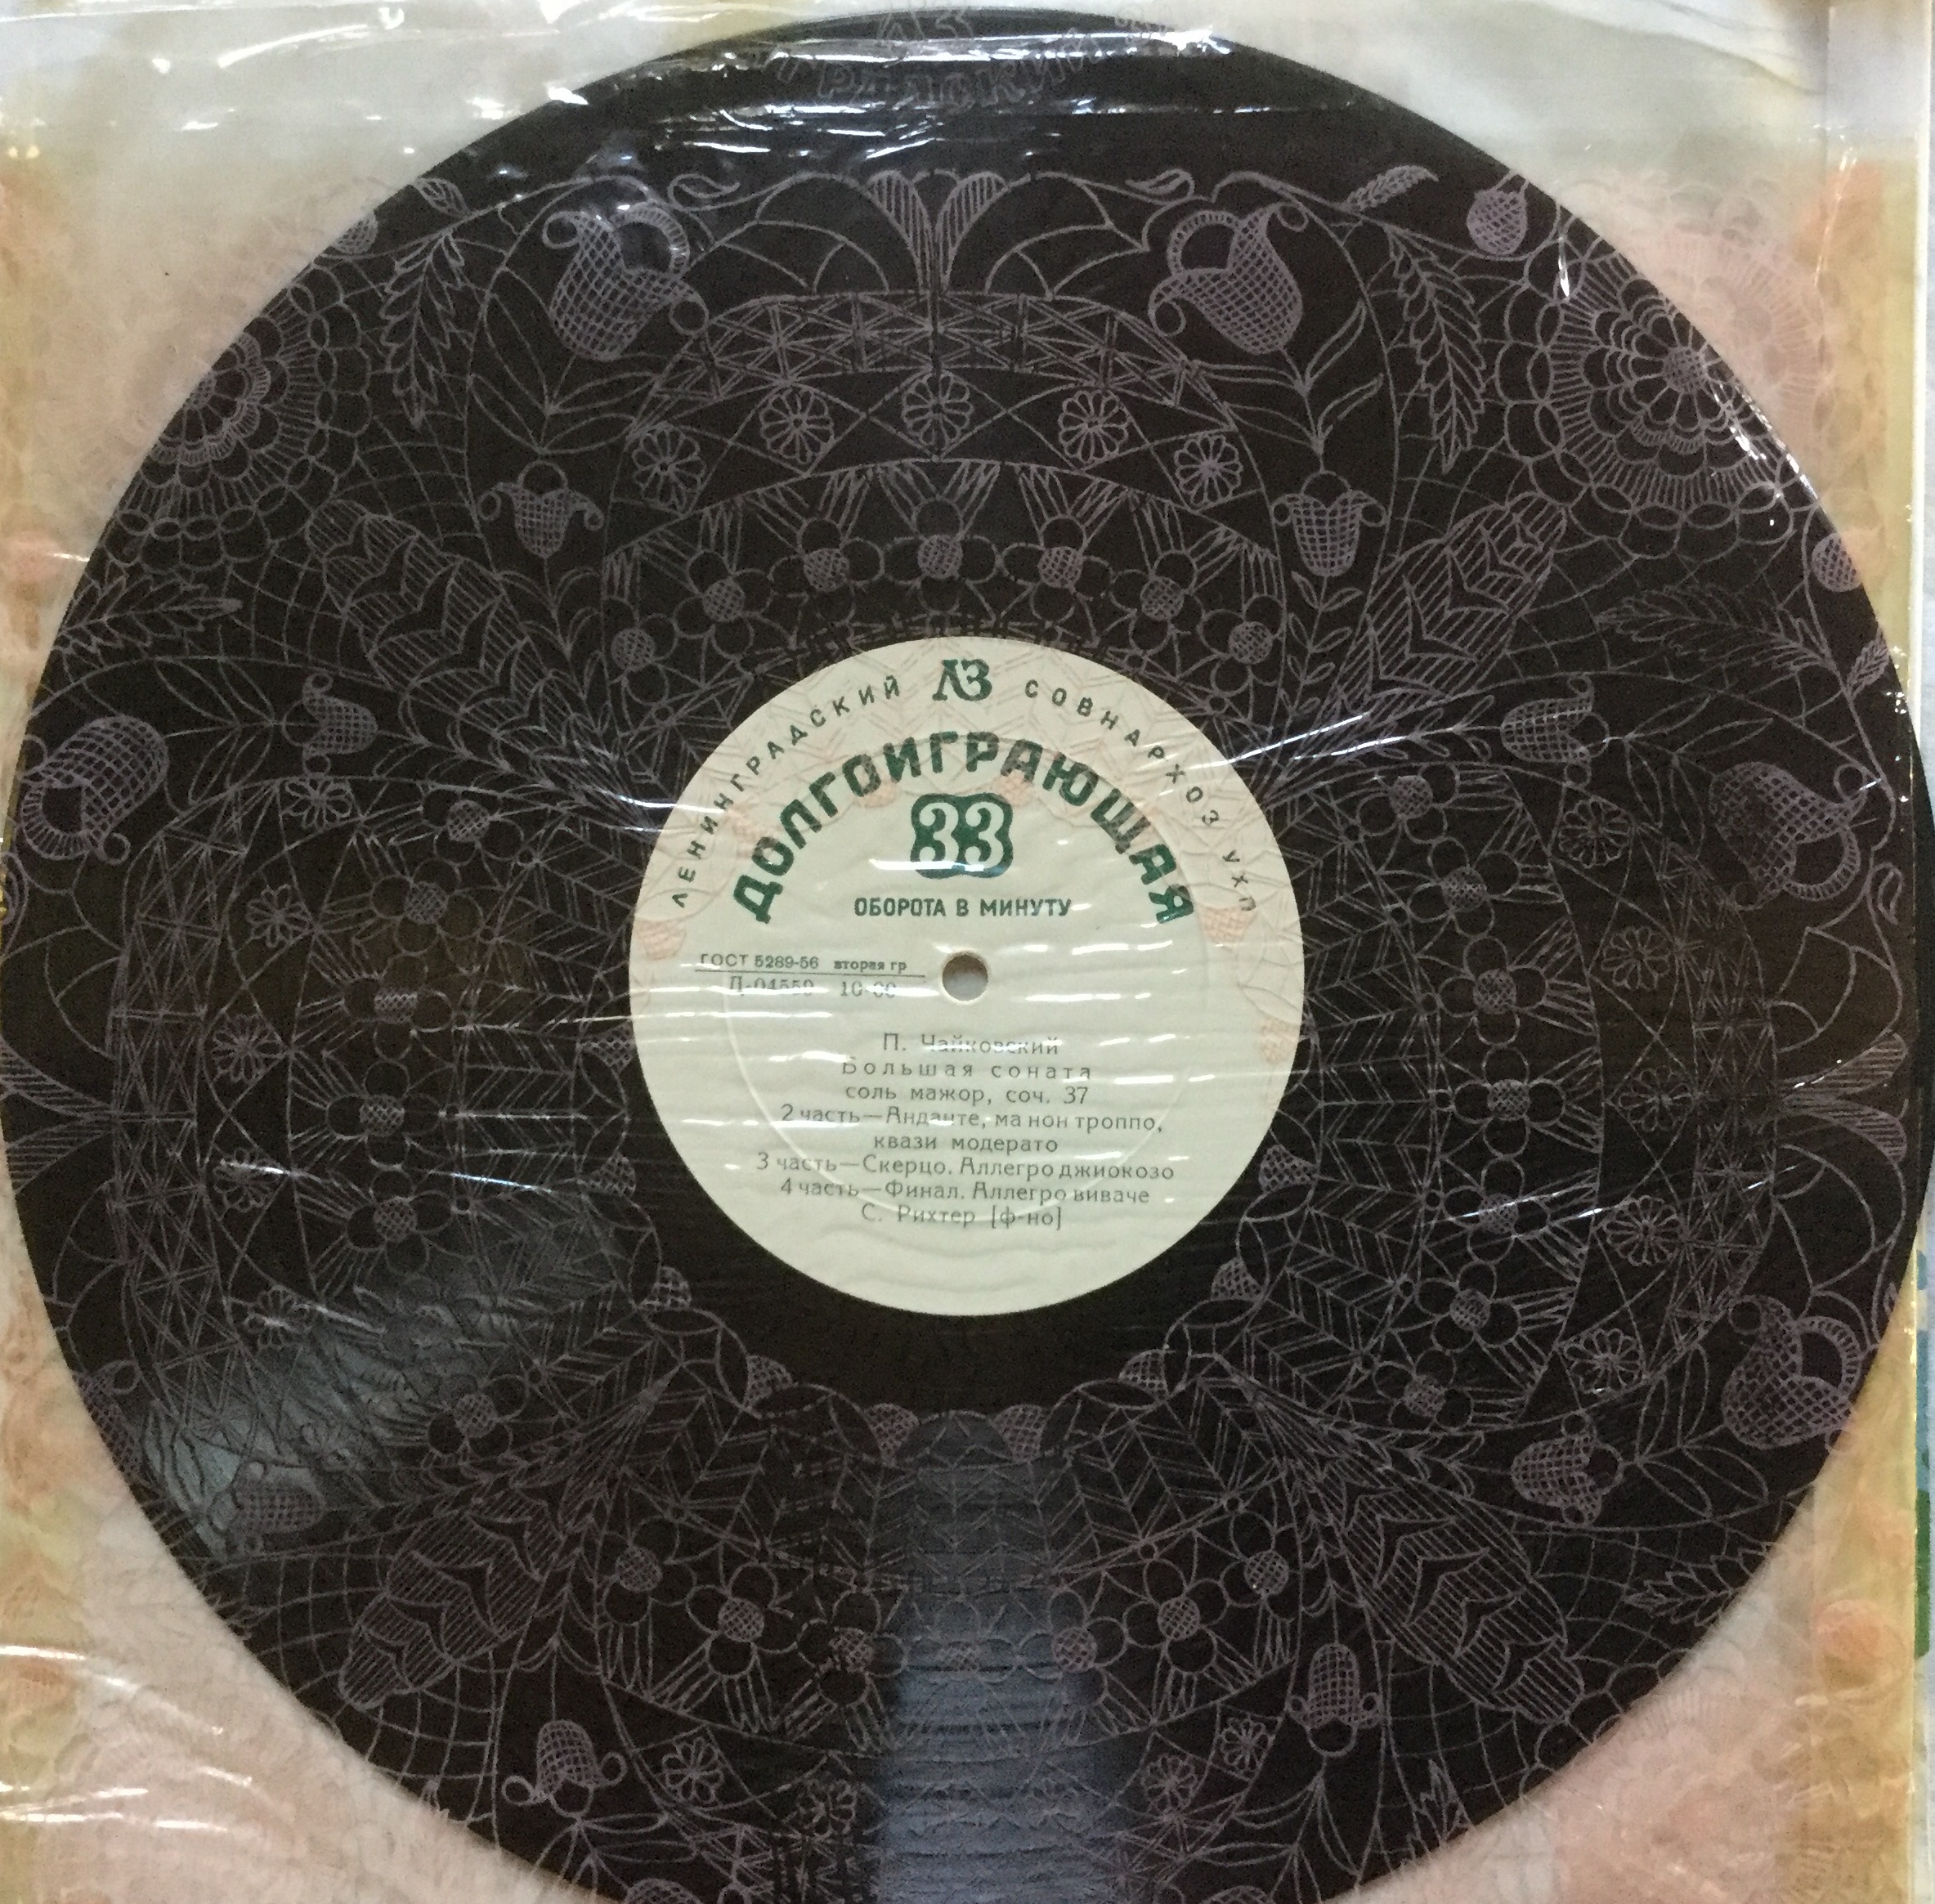 ЛЕНИНГРАДСКИЙ ЛЗ СОВНАРХОЗ УХП
ДОЛГОИГРАЮЩАЯ
33
ОБОРОТА В МИНУТУ
ГОСТ 5289-56 вторая гр
Д-04559
П. Чайковский
Большая соната
соль мажор, соч. 37
2 часть—Анданте, ма нон троппо,
квази модерато
3 часть—Скерцо. Аллегро джиокозо
4 часть—Финал. Аллегро виваче
С. Рихтер [ф-но]